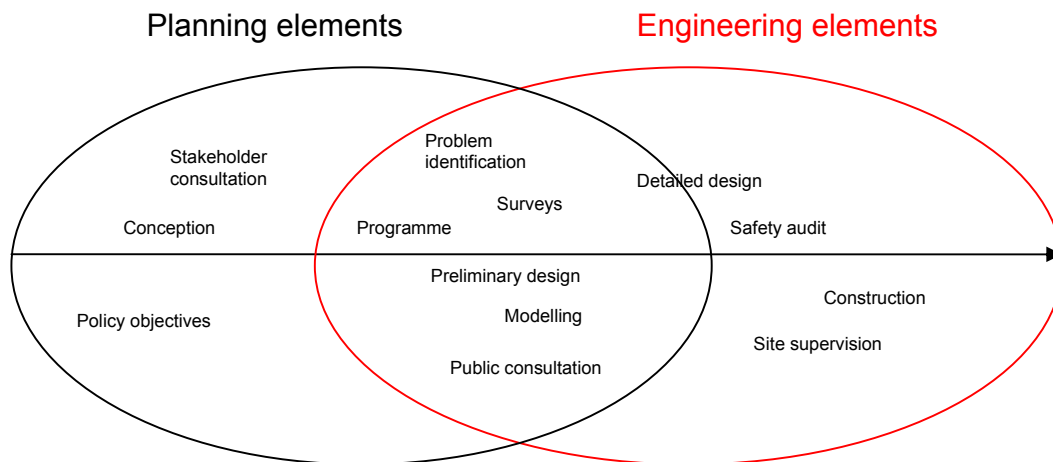 Planning elements
Engineering elements
Problem
identification
Stakeholder
consultation
Detailed design
Surveys
Conception
Programme
Safety audit
Preliminary design
Construction
Modelling
Policy objectives
Site supervision
Public consultation